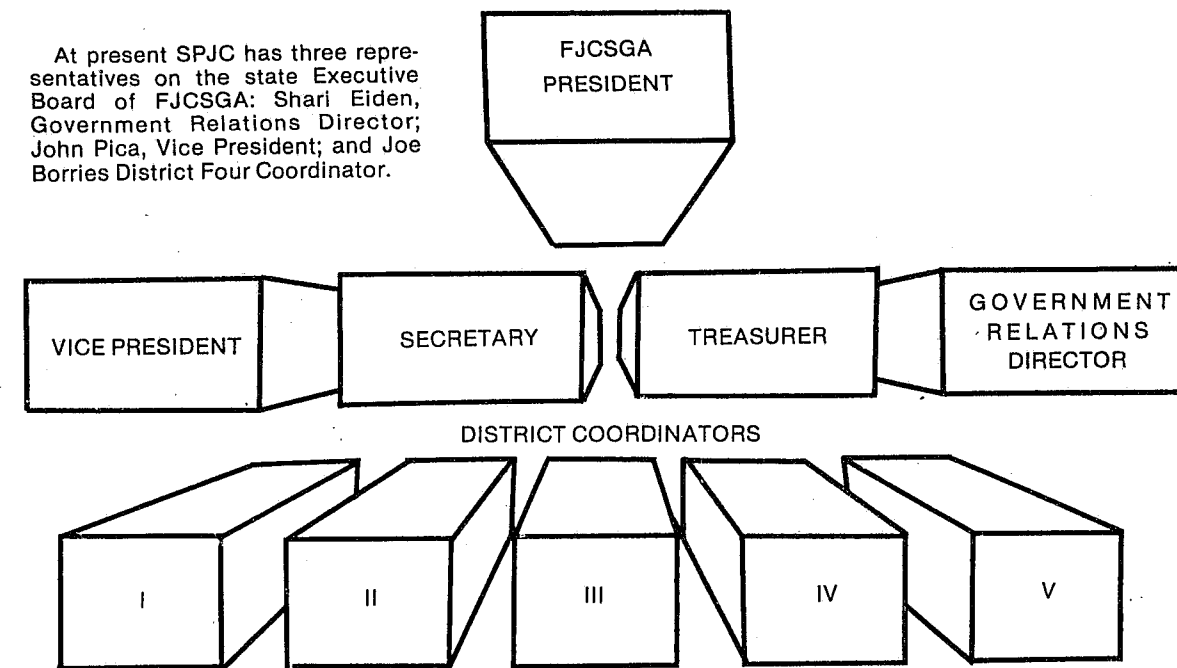 At present SPJC has three repre-
sentatives on the state Executive
Board of FJCSGA: Shari Eiden,
Government Relations Director;
John Pica, Vice President; and Joe
Borries District Four Coordinator.
FJCSGA
PRESIDENT
VICE PRESIDENT
SECRETARY
TREASURER
GOVERNMENT
RELATIONS
DIRECTOR
DISTRICT COORDINATORS
I
II
III
IV
V